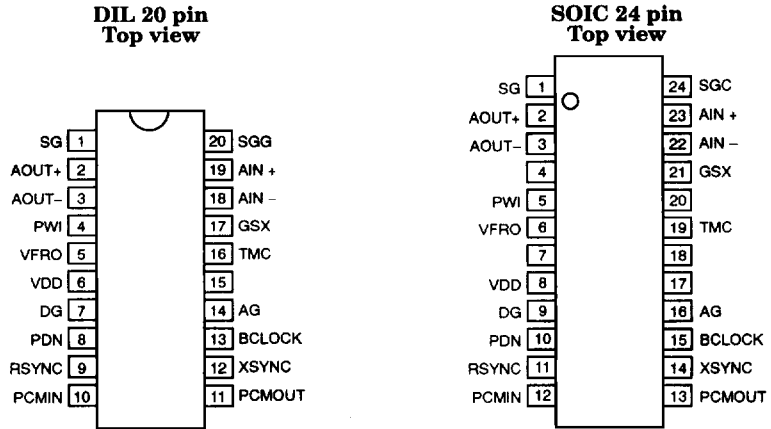 DIL 20 pin
Top view
SG 1
AOUT+ 2
AOUT– 3
PWI 4
VFRO 5
VDD 6
DG 7
PDN 8
RSYNC 9
PCMIN 10
20 SGG
19 AIN +
18 AIN –
17 GSX
16 TMC
15
14 AG
13 BCLOCK
12 XSYNC
11 PCMOUT
SOIC 24 pin
Top view
SG 1
AOUT+ 2
AOUT– 3
4
PWI 5
VFRO 6
7
VDD 8
DG 9
PDN 10
RSYNC 11
PCMIN 12
24 SGC
23 AIN +
22 AIN –
21 GSX
20
19 TMC
18
17
16 AG
15 BCLOCK
14 XSYNC
13 PCMOUT